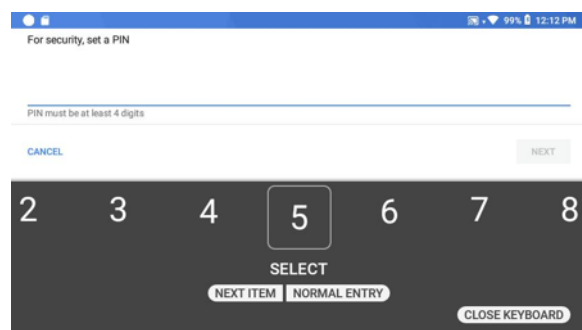 99% 12:12 PM
For security, set a PIN
PIN must be at least 4 digits
CANCEL NEXT
2 3 4 5 6 7 8
SELECT
NEXT ITEM NORMAL ENTRY
CLOSE KEYBOARD